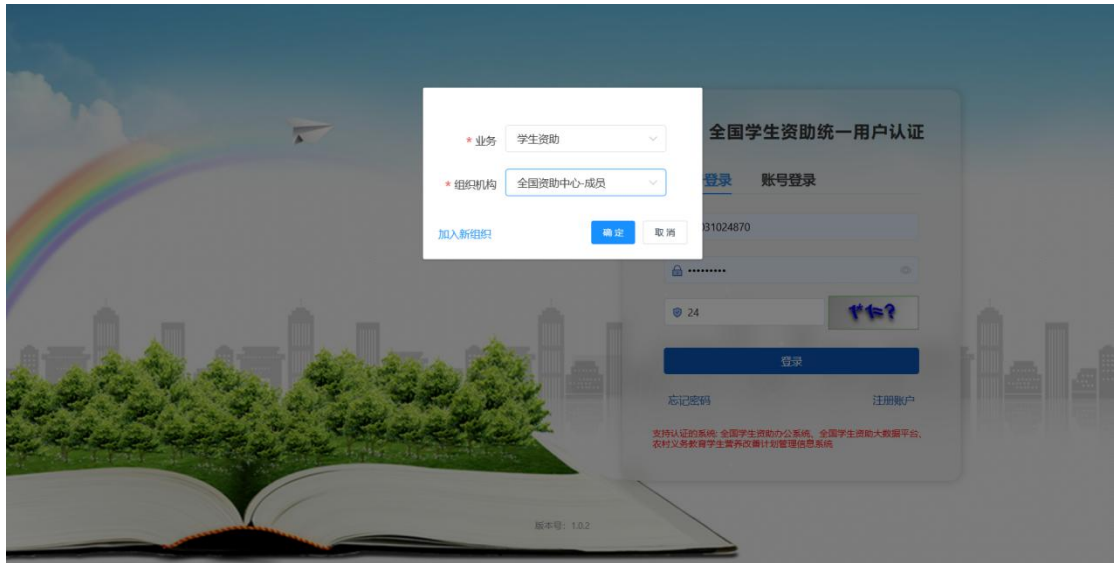 * 业务 学生资助
* 组织机构 全国资助中心-成员
加入新组织 确 定 取 消
全国学生资助统一用户认证
登录 账号登录
31024870
•••••••••
24
登录
忘记密码 注册账户
支持认证的系统: 全国学生资助办公系统、全国学生资助大数据平台、
农村义务教育学生营养改善计划管理信息系统
版本号：1.0.2